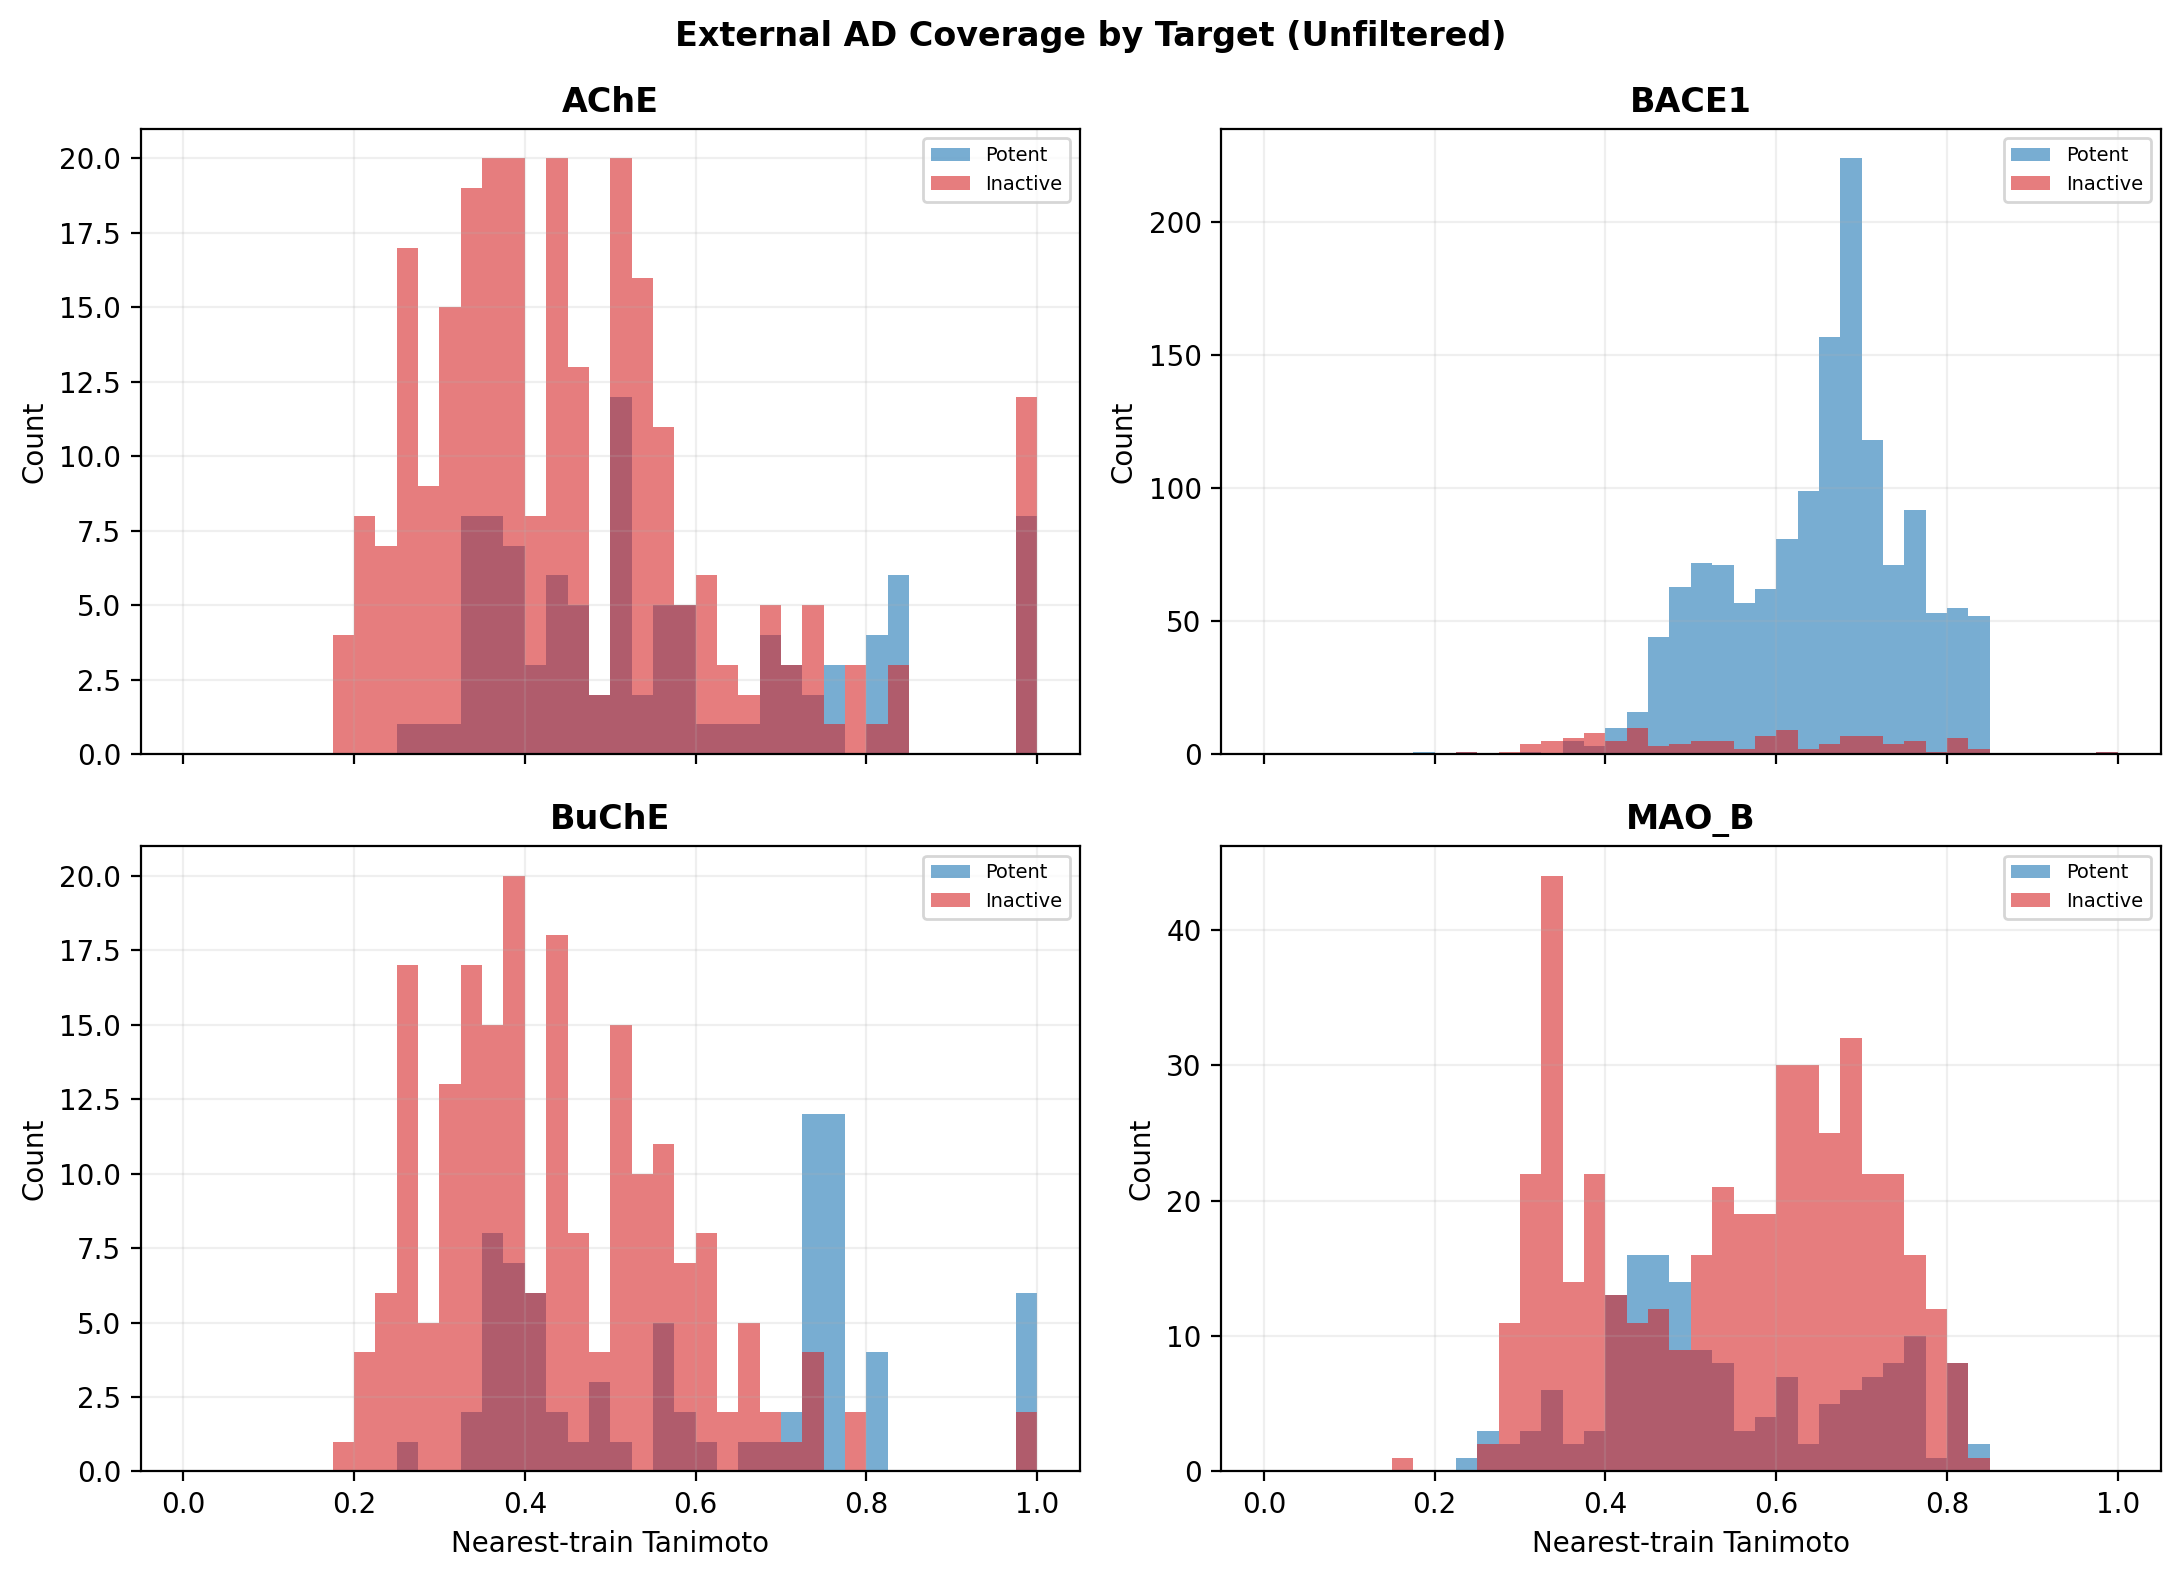 External AD Coverage by Target (Unfiltered)
AChE
Count
20.0
17.5
15.0
12.5
10.0
7.5
5.0
2.5
0.0
Potent
Inactive
BACE1
Count
200
150
100
50
0
Potent
Inactive
BuChE
Count
20.0
17.5
15.0
12.5
10.0
7.5
5.0
2.5
0.0
Potent
Inactive
0.0 0.2 0.4 0.6 0.8 1.0
Nearest-train Tanimoto
MAO_B
Count
40
30
20
10
0
Potent
Inactive
0.0 0.2 0.4 0.6 0.8 1.0
Nearest-train Tanimoto